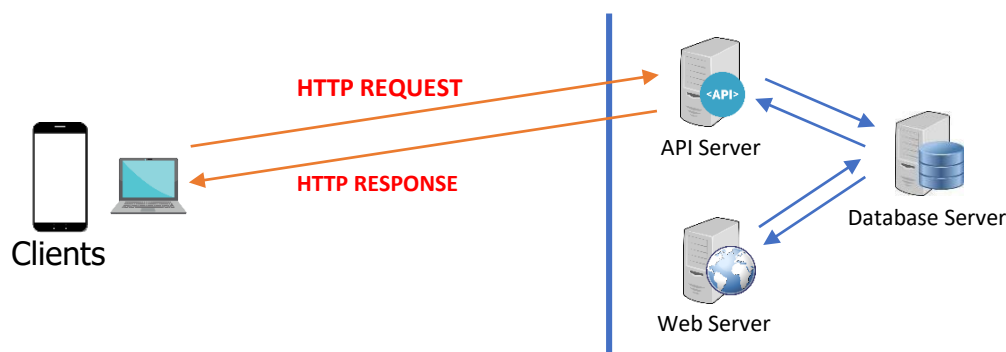 HTTP REQUEST
<API>
API Server
HTTP RESPONSE
Database Server
Clients
Web Server